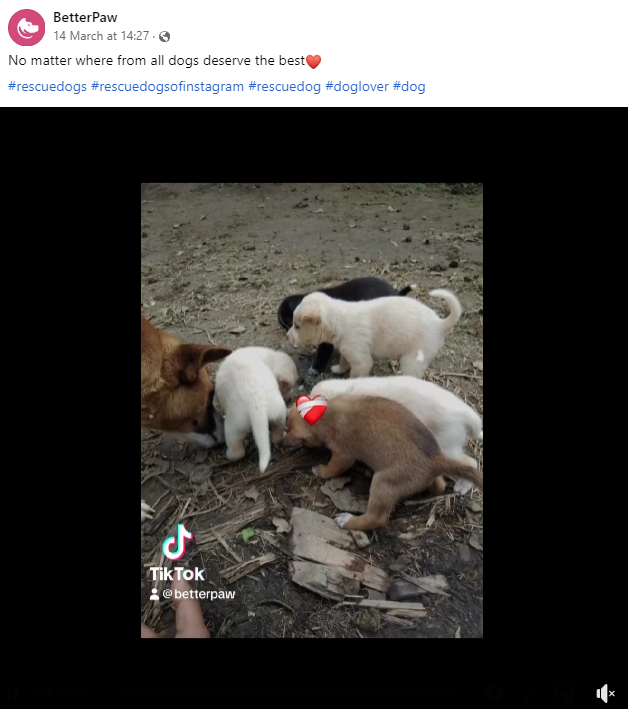 BetterPaw
14 March at 14:27 ·
No matter where from all dogs deserve the best❤️
#rescuedogs #rescuedogsofinstagram #rescuedog #doglover #dog
TikTok
@betterpaw